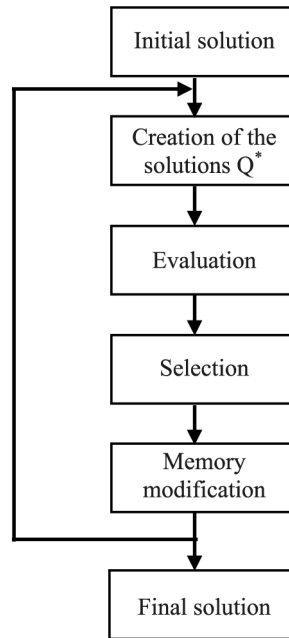 Initial solution
Creation of the
solutions Q*
Evaluation
Selection
Memory
modification
Final solution